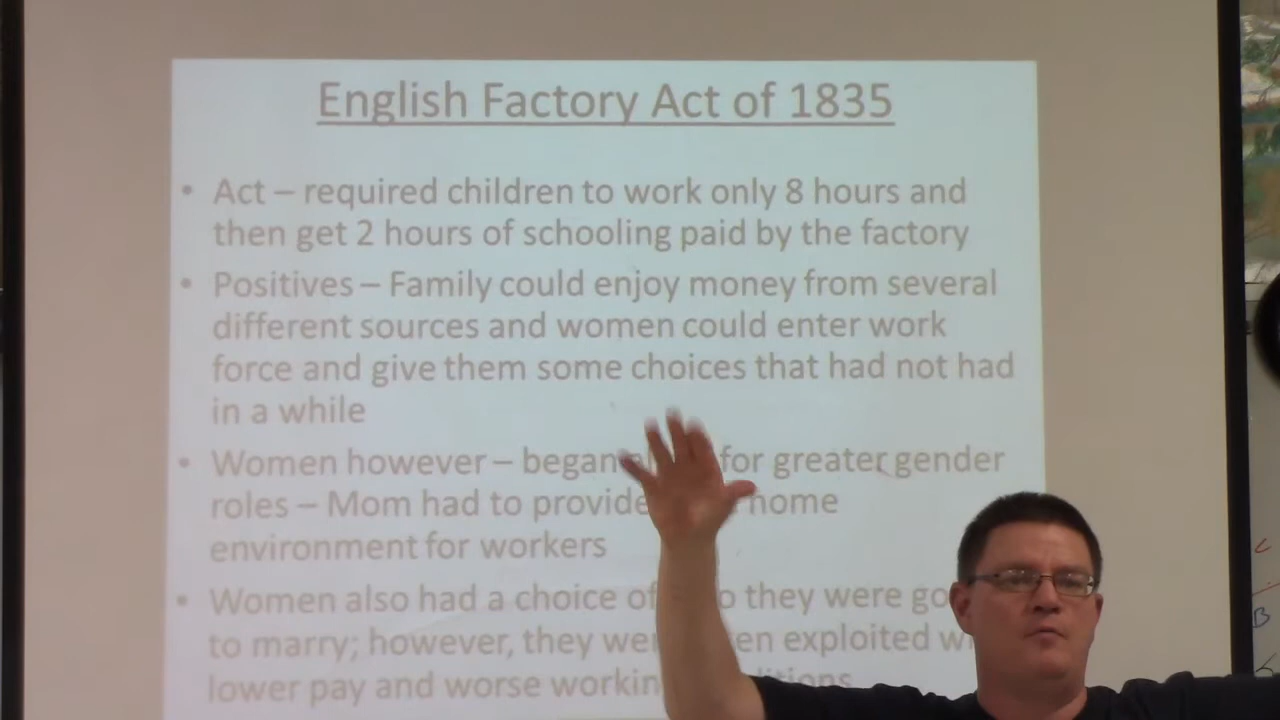 English Factory Act of 1835
• Act – required children to work only 8 hours and
then get 2 hours of schooling paid by the factory
• Positives – Family could enjoy money from several
different sources and women could enter work
force and give them some choices that had not had
in a while
• Women however – began for greater gender
roles – Mom had to provide home
environment for workers
• Women also had a choice of they were
to marry; however, they exploited
lower pay and worse working